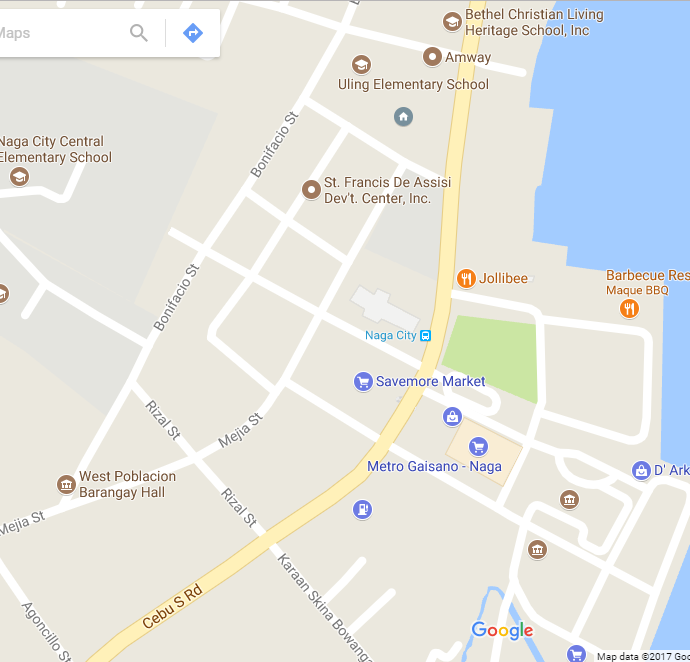 Maps
Bethel Christian Living
Heritage School, Inc
Amway
Uling Elementary School
Naga City Central
Elementary School
Bonifacio St
St. Francis De Assisi
Dev't. Center, Inc.
Bonifacio St
Jollibee
Barbecue Res
Maque BBQ
Naga City
Savemore Market
Rizal St
Mejia St
Metro Gaisano - Naga
D' Ark
West Poblacion
Barangay Hall
Rizal St
Mejia St
Karaan Skina Bowanga
Cebu S Rd
Agoncillo St
Google
Map data ©2017 Goo